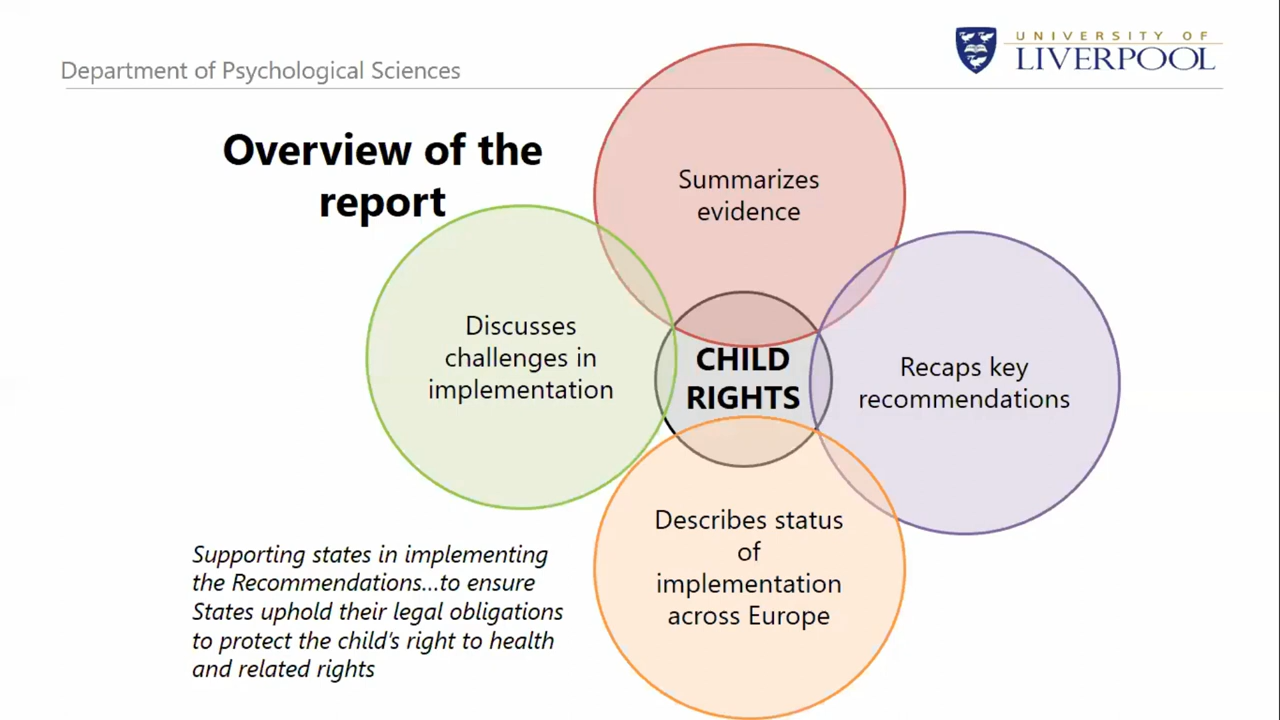 Department of Psychological Sciences
UNIVERSITY OF
LIVERPOOL
Overview of the
report
Summarizes
evidence
Discusses
challenges in
implementation
CHILD
RIGHTS
Recaps key
recommendations
Describes status
of
implementation
across Europe
Supporting states in implementing
the Recommendations...to ensure
States uphold their legal obligations
to protect the child's right to health
and related rights